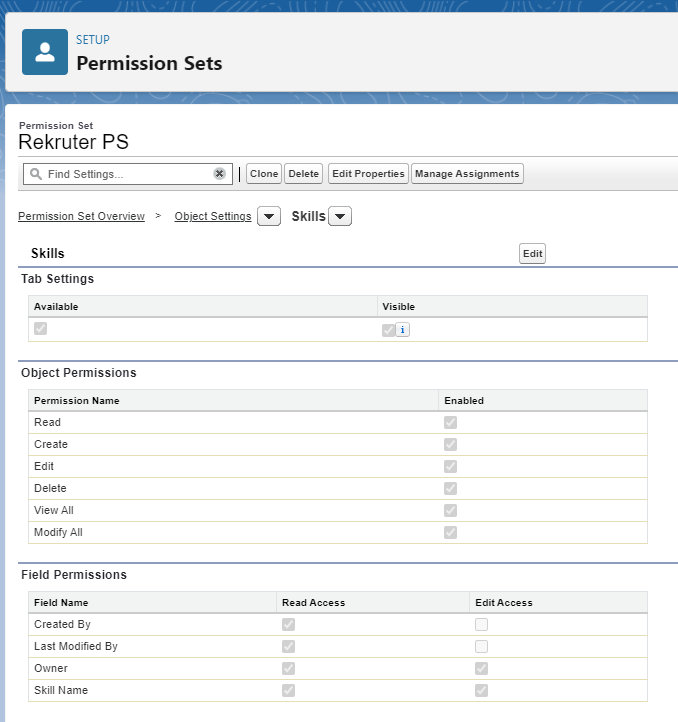 SETUP
Permission Sets
Permission Set
Rekruter PS
Find Settings... Clone Delete Edit Properties Manage Assignments
Permission Set Overview > Object Settings Skills
Skills Edit
Tab Settings
Available Visible
i
Object Permissions
Permission Name Enabled
Read
Create
Edit
Delete
View All
Modify All
Field Permissions
Field Name Read Access Edit Access
Created By
Last Modified By
Owner
Skill Name